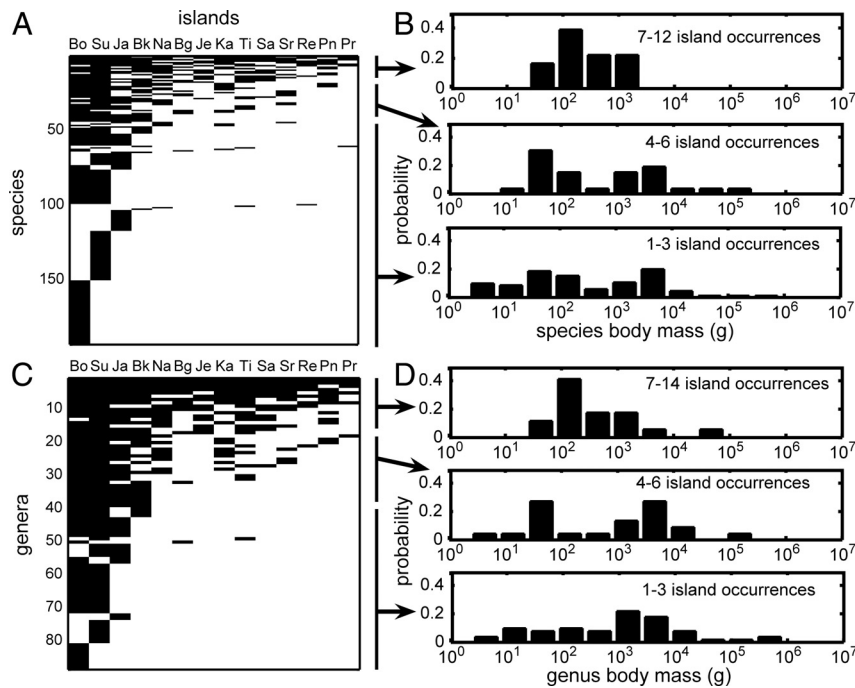 islands
A
Bo Su Ja Bk Na Bg Je Ka Ti Sa Sr Re Pn Pr
species
50
100
150
B
probability
0.4
0.2
0
7-12 island occurrences
10^0 10^1 10^2 10^3 10^4 10^5 10^6 10^7
0.4
0.2
0
4-6 island occurrences
10^0 10^1 10^2 10^3 10^4 10^5 10^6 10^7
0.4
0.2
0
1-3 island occurrences
10^0 10^1 10^2 10^3 10^4 10^5 10^6 10^7
species body mass (g)
C
Bo Su Ja Bk Na Bg Je Ka Ti Sa Sr Re Pn Pr
genera
10
20
30
40
50
60
70
80
D
probability
0.4
0.2
0
7-14 island occurrences
10^0 10^1 10^2 10^3 10^4 10^5 10^6 10^7
0.4
0.2
0
4-6 island occurrences
10^0 10^1 10^2 10^3 10^4 10^5 10^6 10^7
0.4
0.2
0
1-3 island occurrences
10^0 10^1 10^2 10^3 10^4 10^5 10^6 10^7
genus body mass (g)